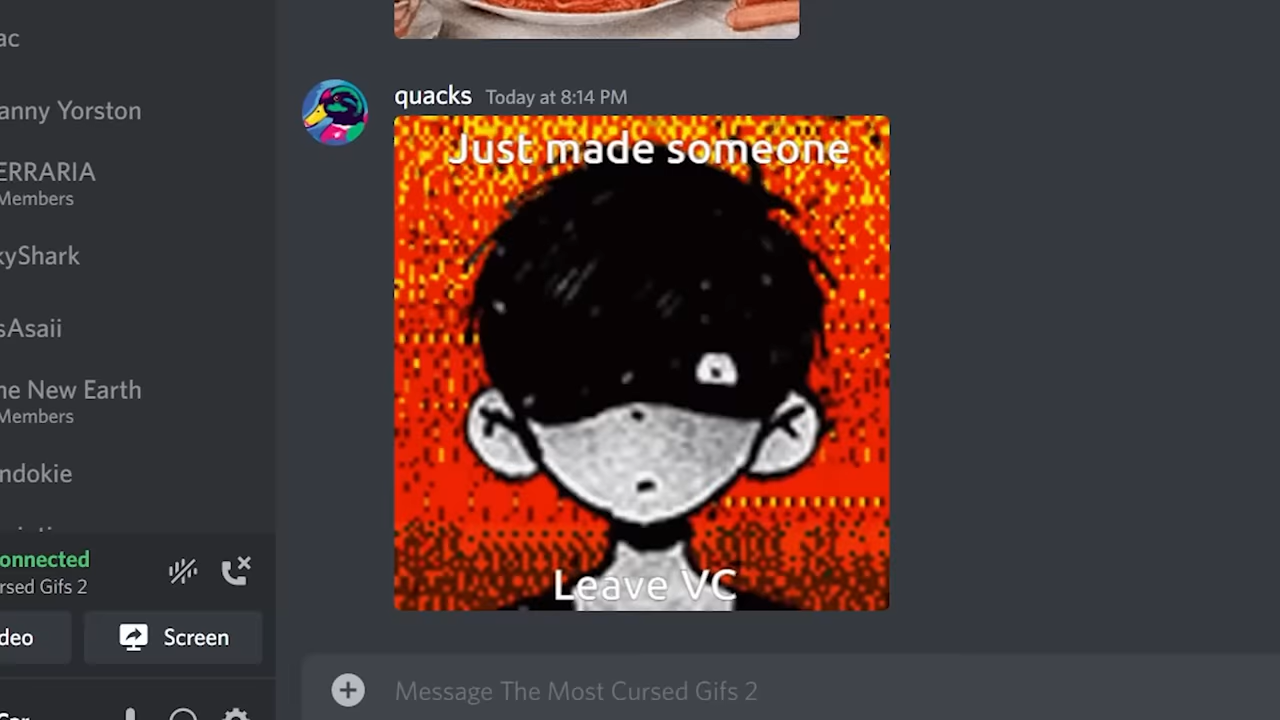 ac
anny Yorston
ERRARIA
Members
kyShark
sAsaii
he New Earth
Members
ndokie
onnected
rsed Gifs 2
deo
Screen
quacks Today at 8:14 PM
Just made someone
Leave VC
Message The Most Cursed Gifs 2